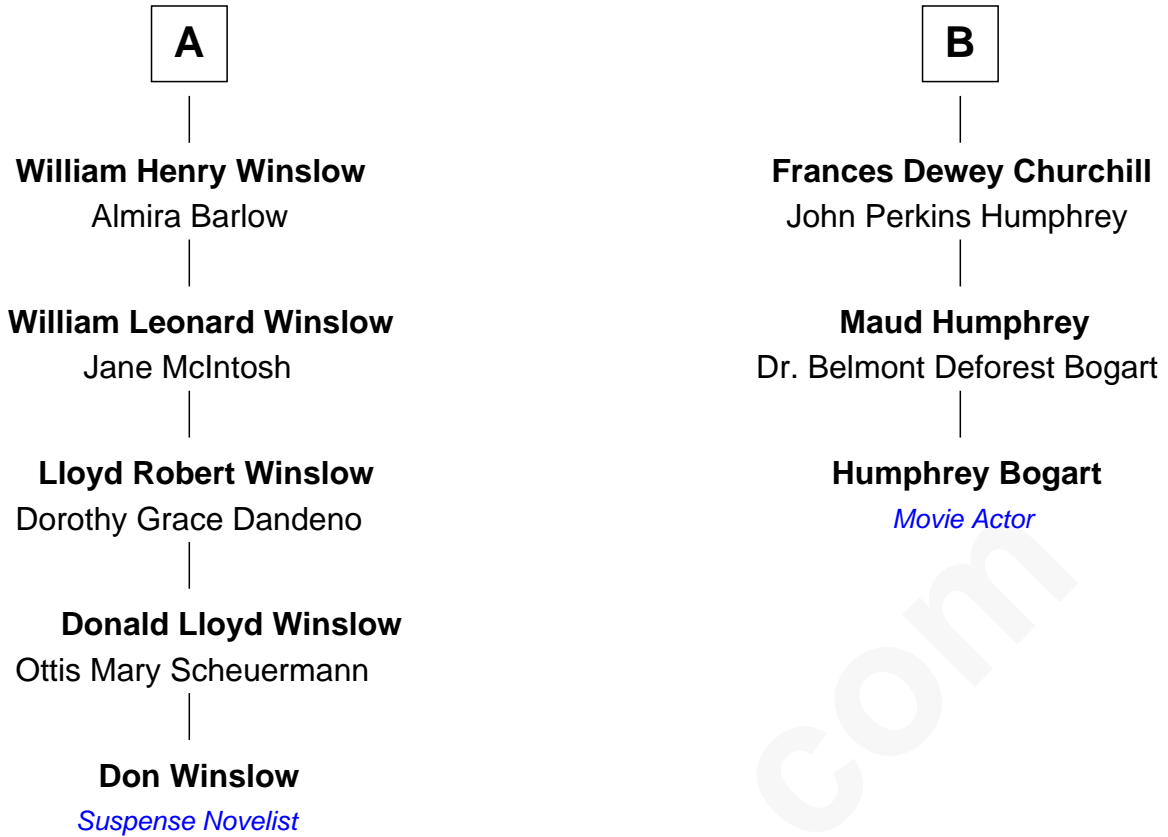 A
William Henry Winslow
Almira Barlow
William Leonard Winslow
Jane McIntosh
Lloyd Robert Winslow
Dorothy Grace Dandeno
Donald Lloyd Winslow
Ottis Mary Scheuermann
Don Winslow
Suspense Novelist
B
Frances Dewey Churchill
John Perkins Humphrey
Maud Humphrey
Dr. Belmont Deforest Bogart
Humphrey Bogart
Movie Actor
com